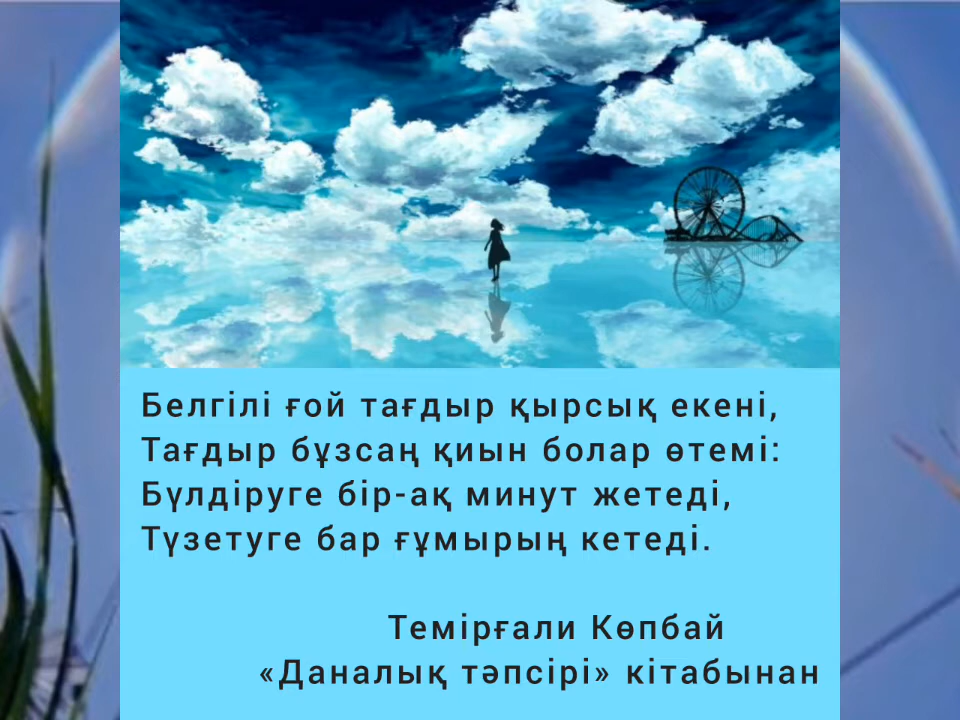 Белгілі ғой тағдыр қырсық екені,
Тағдыр бұзсаң қиын болар өтемі:
Бүлдіруге бір-ақ минут жетеді,
Түзетуге бар ғұмырың кетеді.
Темірғали Көпбай
«Даналық тәпсірі» кітабынан